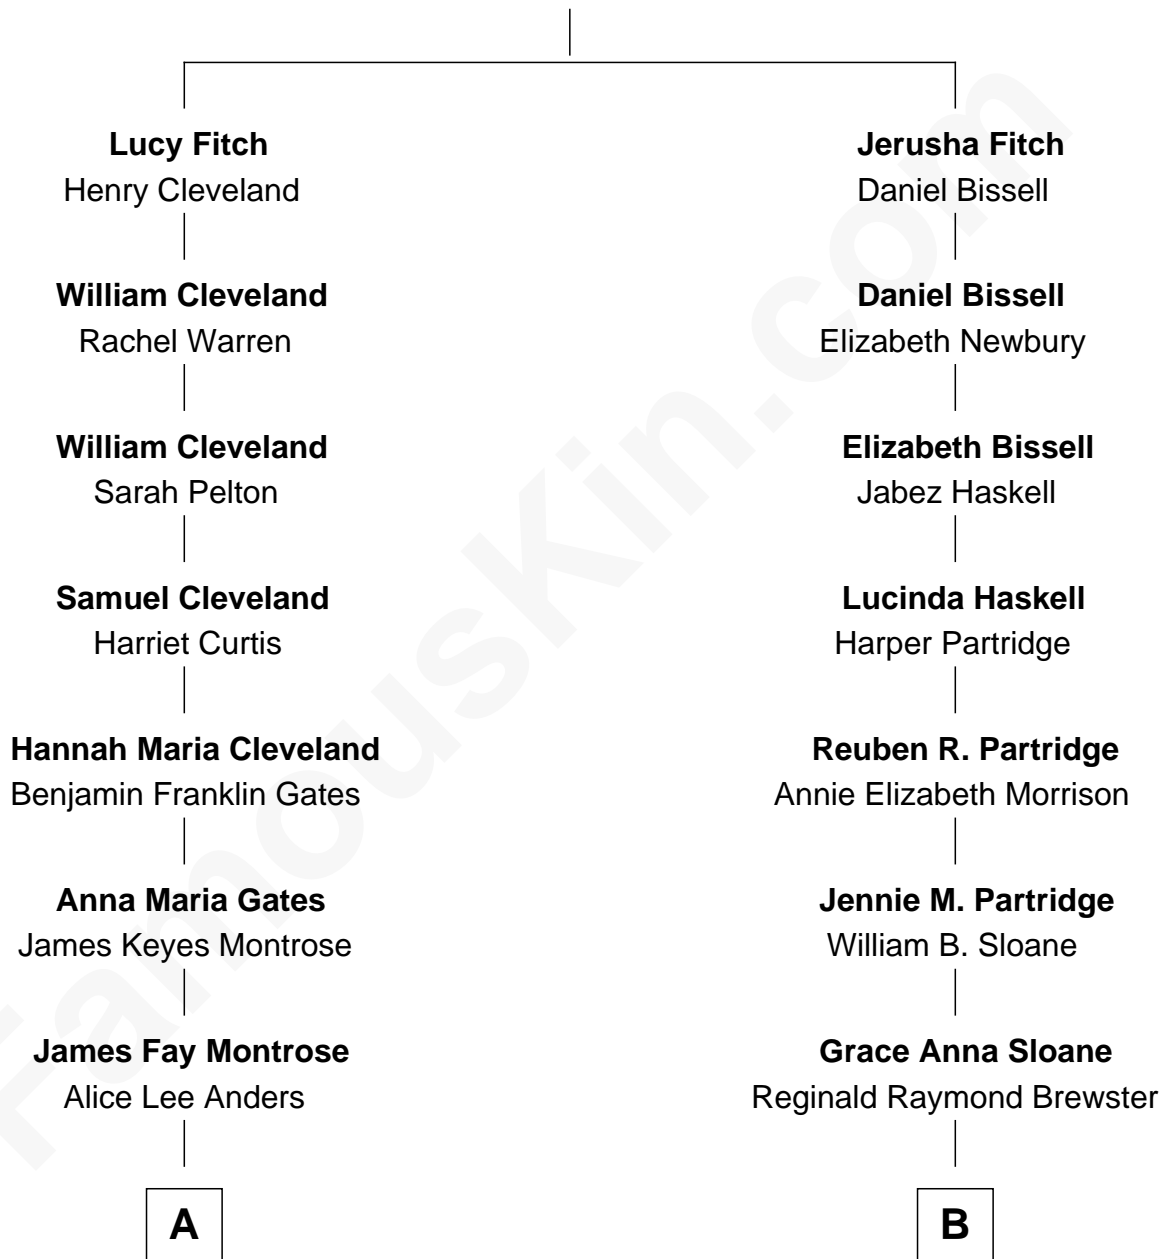 Lucy Fitch
Henry Cleveland
Jerusha Fitch
Daniel Bissell
William Cleveland
Rachel Warren
Daniel Bissell
Elizabeth Newbury
William Cleveland
Sarah Pelton
Elizabeth Bissell
Jabez Haskell
Samuel Cleveland
Harriet Curtis
Lucinda Haskell
Harper Partridge
Hannah Maria Cleveland
Benjamin Franklin Gates
Reuben R. Partridge
Annie Elizabeth Morrison
Anna Maria Gates
James Keyes Montrose
Jennie M. Partridge
William B. Sloane
James Fay Montrose
Alice Lee Anders
Grace Anna Sloane
Reginald Raymond Brewster
A
B
FamousKin.com